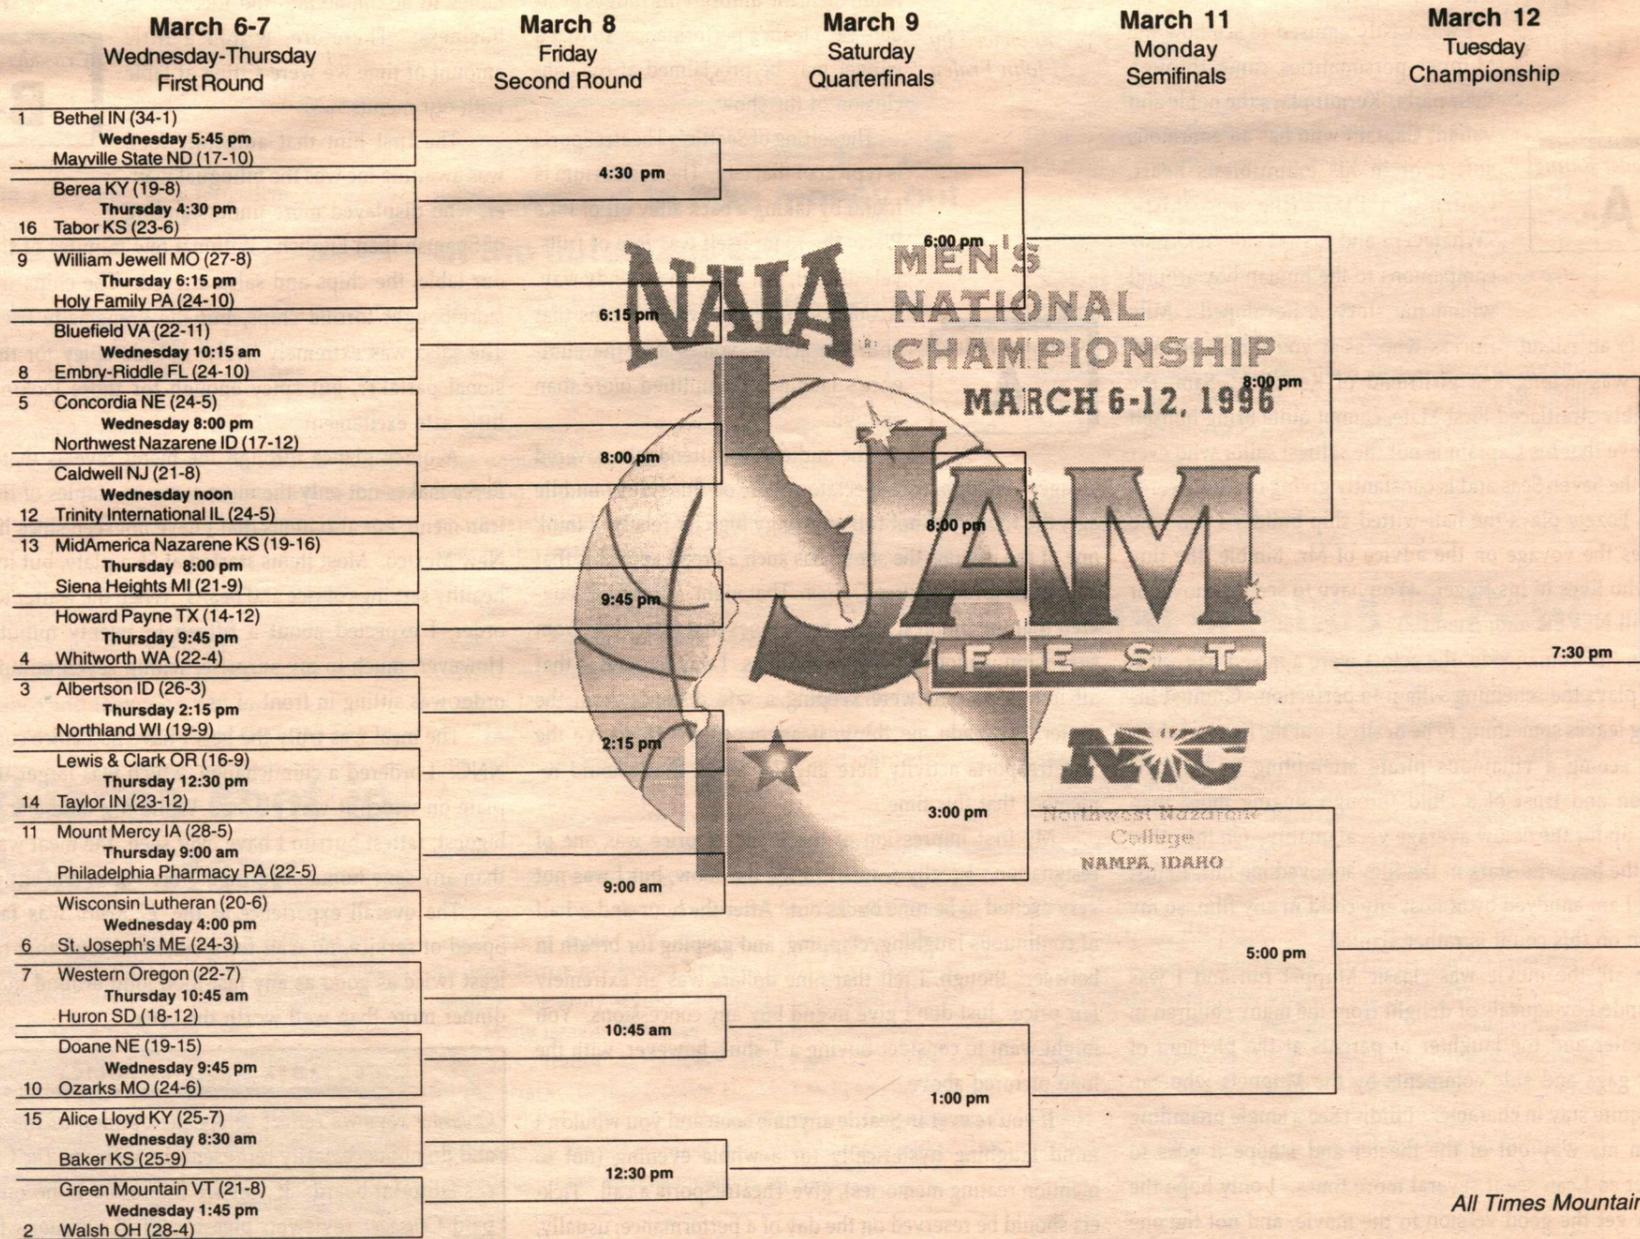 March 6-7
Wednesday-Thursday
First Round
March 8
Friday
Second Round
March 9
Saturday
Quarterfinals
March 11
Monday
Semifinals
March 12
Tuesday
Championship
1 Bethel IN (34-1)
Wednesday 5:45 pm
Mayville State ND (17-10)
Berea KY (19-8)
Thursday 4:30 pm
16 Tabor KS (23-6)
9 William Jewell MO (27-8)
Thursday 6:15 pm
Holy Family PA (24-10)
Bluefield VA (22-11)
Wednesday 10:15 am
8 Embry-Riddle FL (24-10)
5 Concordia NE (24-5)
Wednesday 8:00 pm
Northwest Nazarene ID (17-12)
Caldwell NJ (21-8)
Wednesday noon
12 Trinity International IL (24-5)
13 MidAmerica Nazarene KS (19-16)
Thursday 8:00 pm
Siena Heights MI (21-9)
Howard Payne TX (14-12)
Thursday 9:45 pm
4 Whitworth WA (22-4)
3 Albertson ID (26-3)
Thursday 2:15 pm
Northland WI (19-9)
Lewis & Clark OR (16-9)
Thursday 12:30 pm
14 Taylor IN (23-12)
11 Mount Mercy IA (28-5)
Thursday 9:00 am
Philadelphia Pharmacy PA (22-5)
Wisconsin Lutheran (20-6)
Wednesday 4:00 pm
6 St. Joseph's ME (24-3)
7 Western Oregon (22-7)
Thursday 10:45 am
Huron SD (18-12)
Doane NE (19-15)
Wednesday 9:45 pm
10 Ozarks MO (24-6)
15 Alice Lloyd KY (25-7)
Wednesday 8:30 am
Baker KS (25-9)
Green Mountain VT (21-8)
Wednesday 1:45 pm
2 Walsh OH (28-4)
4:30 pm
6:15 pm
8:00 pm
9:45 pm
2:15 pm
9:00 am
10:45 am
12:30 pm
6:00 pm
8:00 pm
3:00 pm
1:00 pm
8:00 pm
5:00 pm
7:30 pm
NAIA
MEN'S
NATIONAL
CHAMPIONSHIP
MARCH 6-12, 1996
JAM
FEST
NNC
Northwest Nazarene
College
NAMPA, IDAHO
All Times Mountain